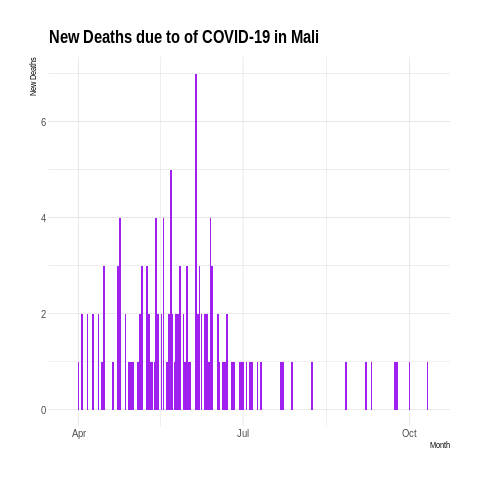 New Deaths due to of COVID-19 in Mali
New Deaths
6
4
2
0
Apr
Jul
Oct
Month